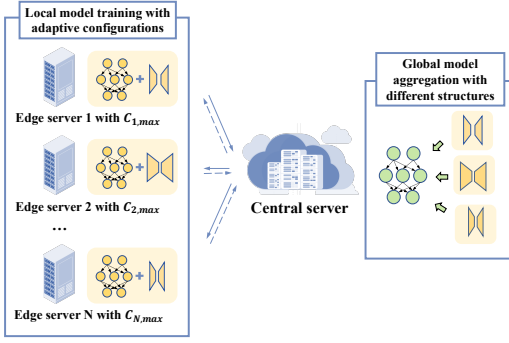 Local model training with
adaptive configurations
Edge server 1 with C1,max
Edge server 2 with C2,max
...
Edge server N with CN,max
Central server
Global model
aggregation with
different structures